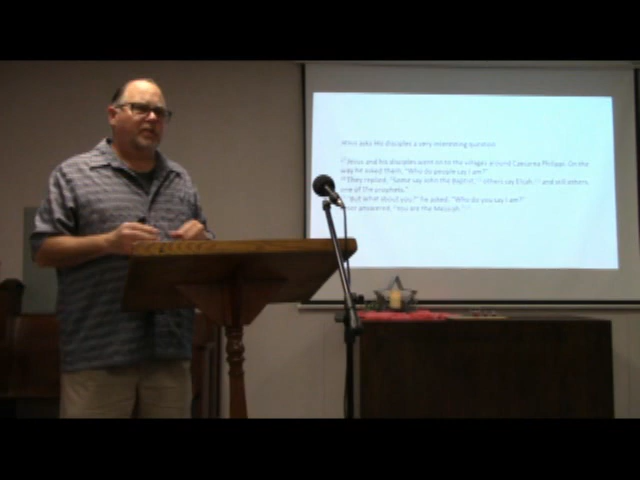 Jesus asks His disciples a very interesting question
27 Jesus and his disciples went on to the villages around Caesarea Philippi. On the
way he asked them, "Who do people say I am?"
28 They replied, "Some say John the Baptist; others say Elijah; and still others,
one of the prophets."
"But what about you?" he asked. "Who do you say I am?"
answered, "You are the Messiah."